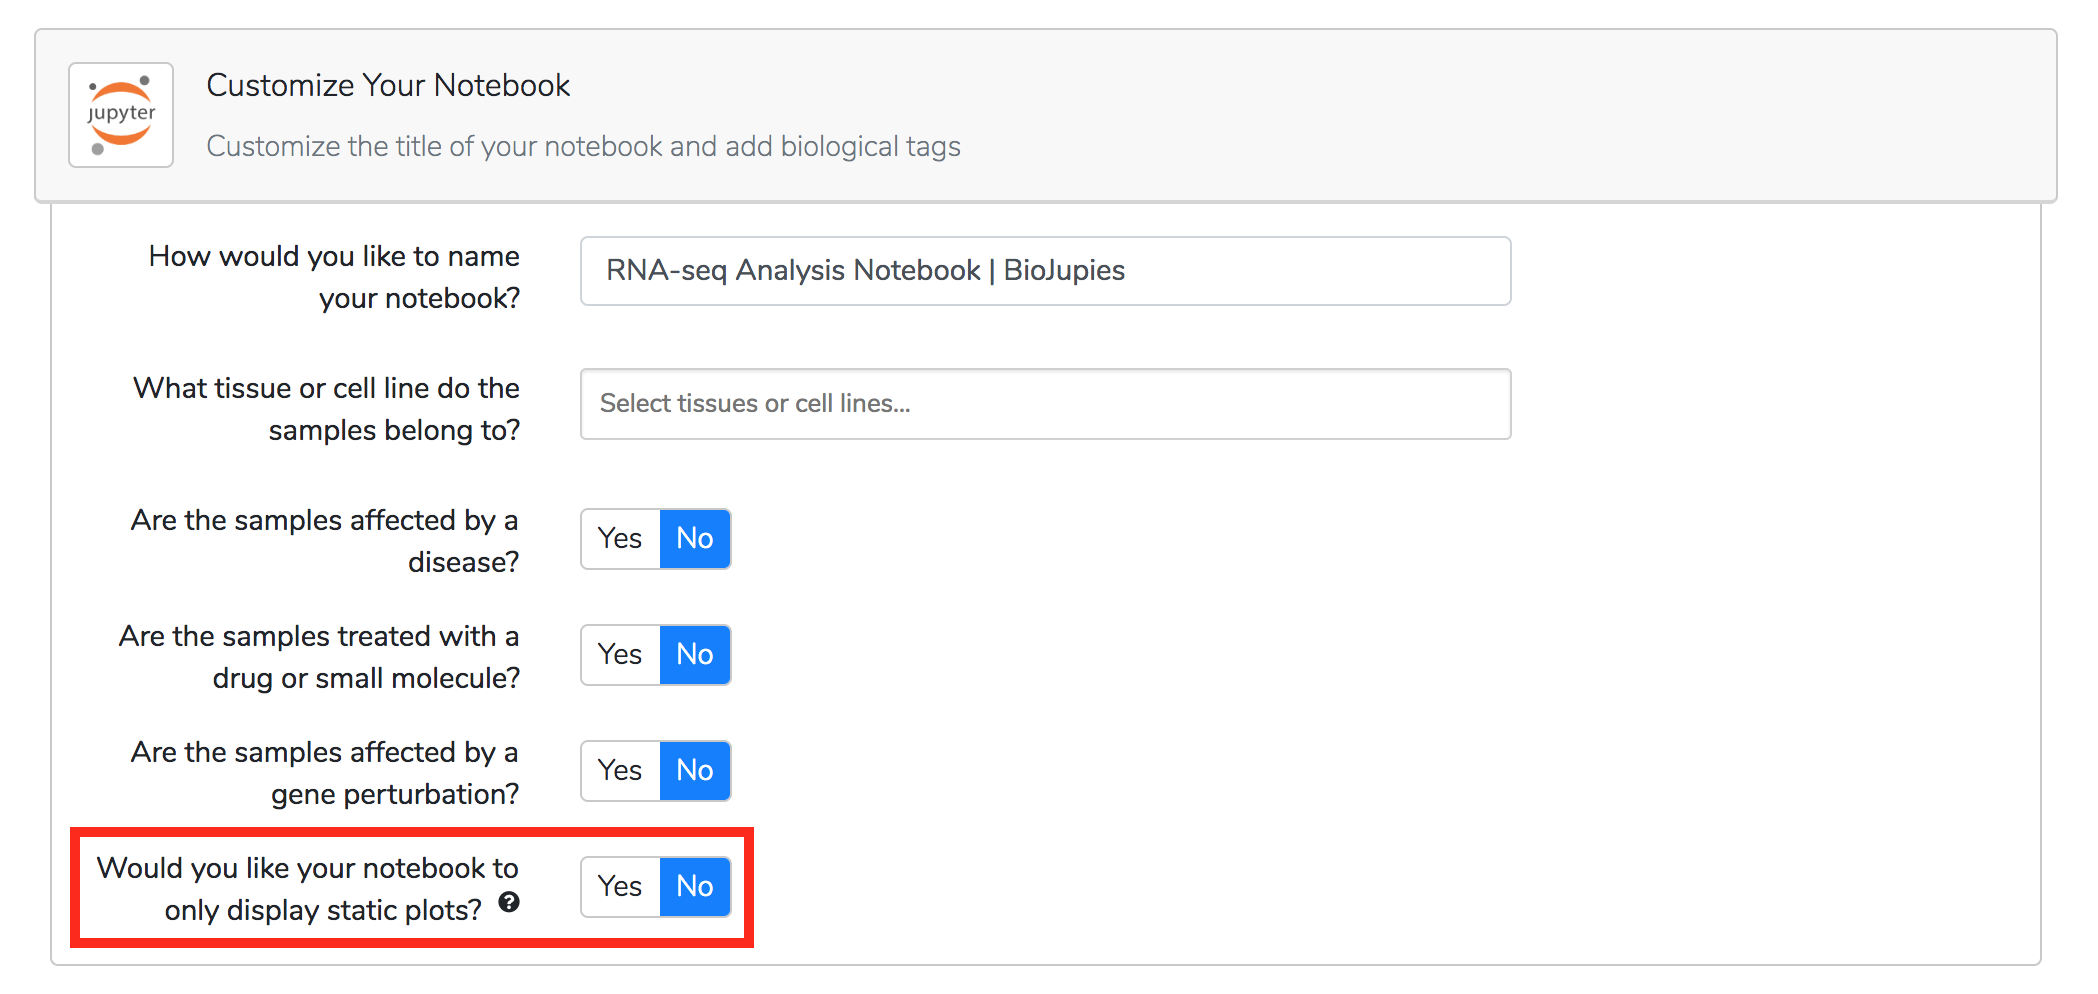 jupyter
Customize Your Notebook
Customize the title of your notebook and add biological tags
How would you like to name
your notebook?
RNA-seq Analysis Notebook | BioJupies
What tissue or cell line do the
samples belong to?
Select tissues or cell lines...
Are the samples affected by a
disease?
Yes No
Are the samples treated with a
drug or small molecule?
Yes No
Are the samples affected by a
gene perturbation?
Yes No
Would you like your notebook to
only display static plots? ?
Yes No